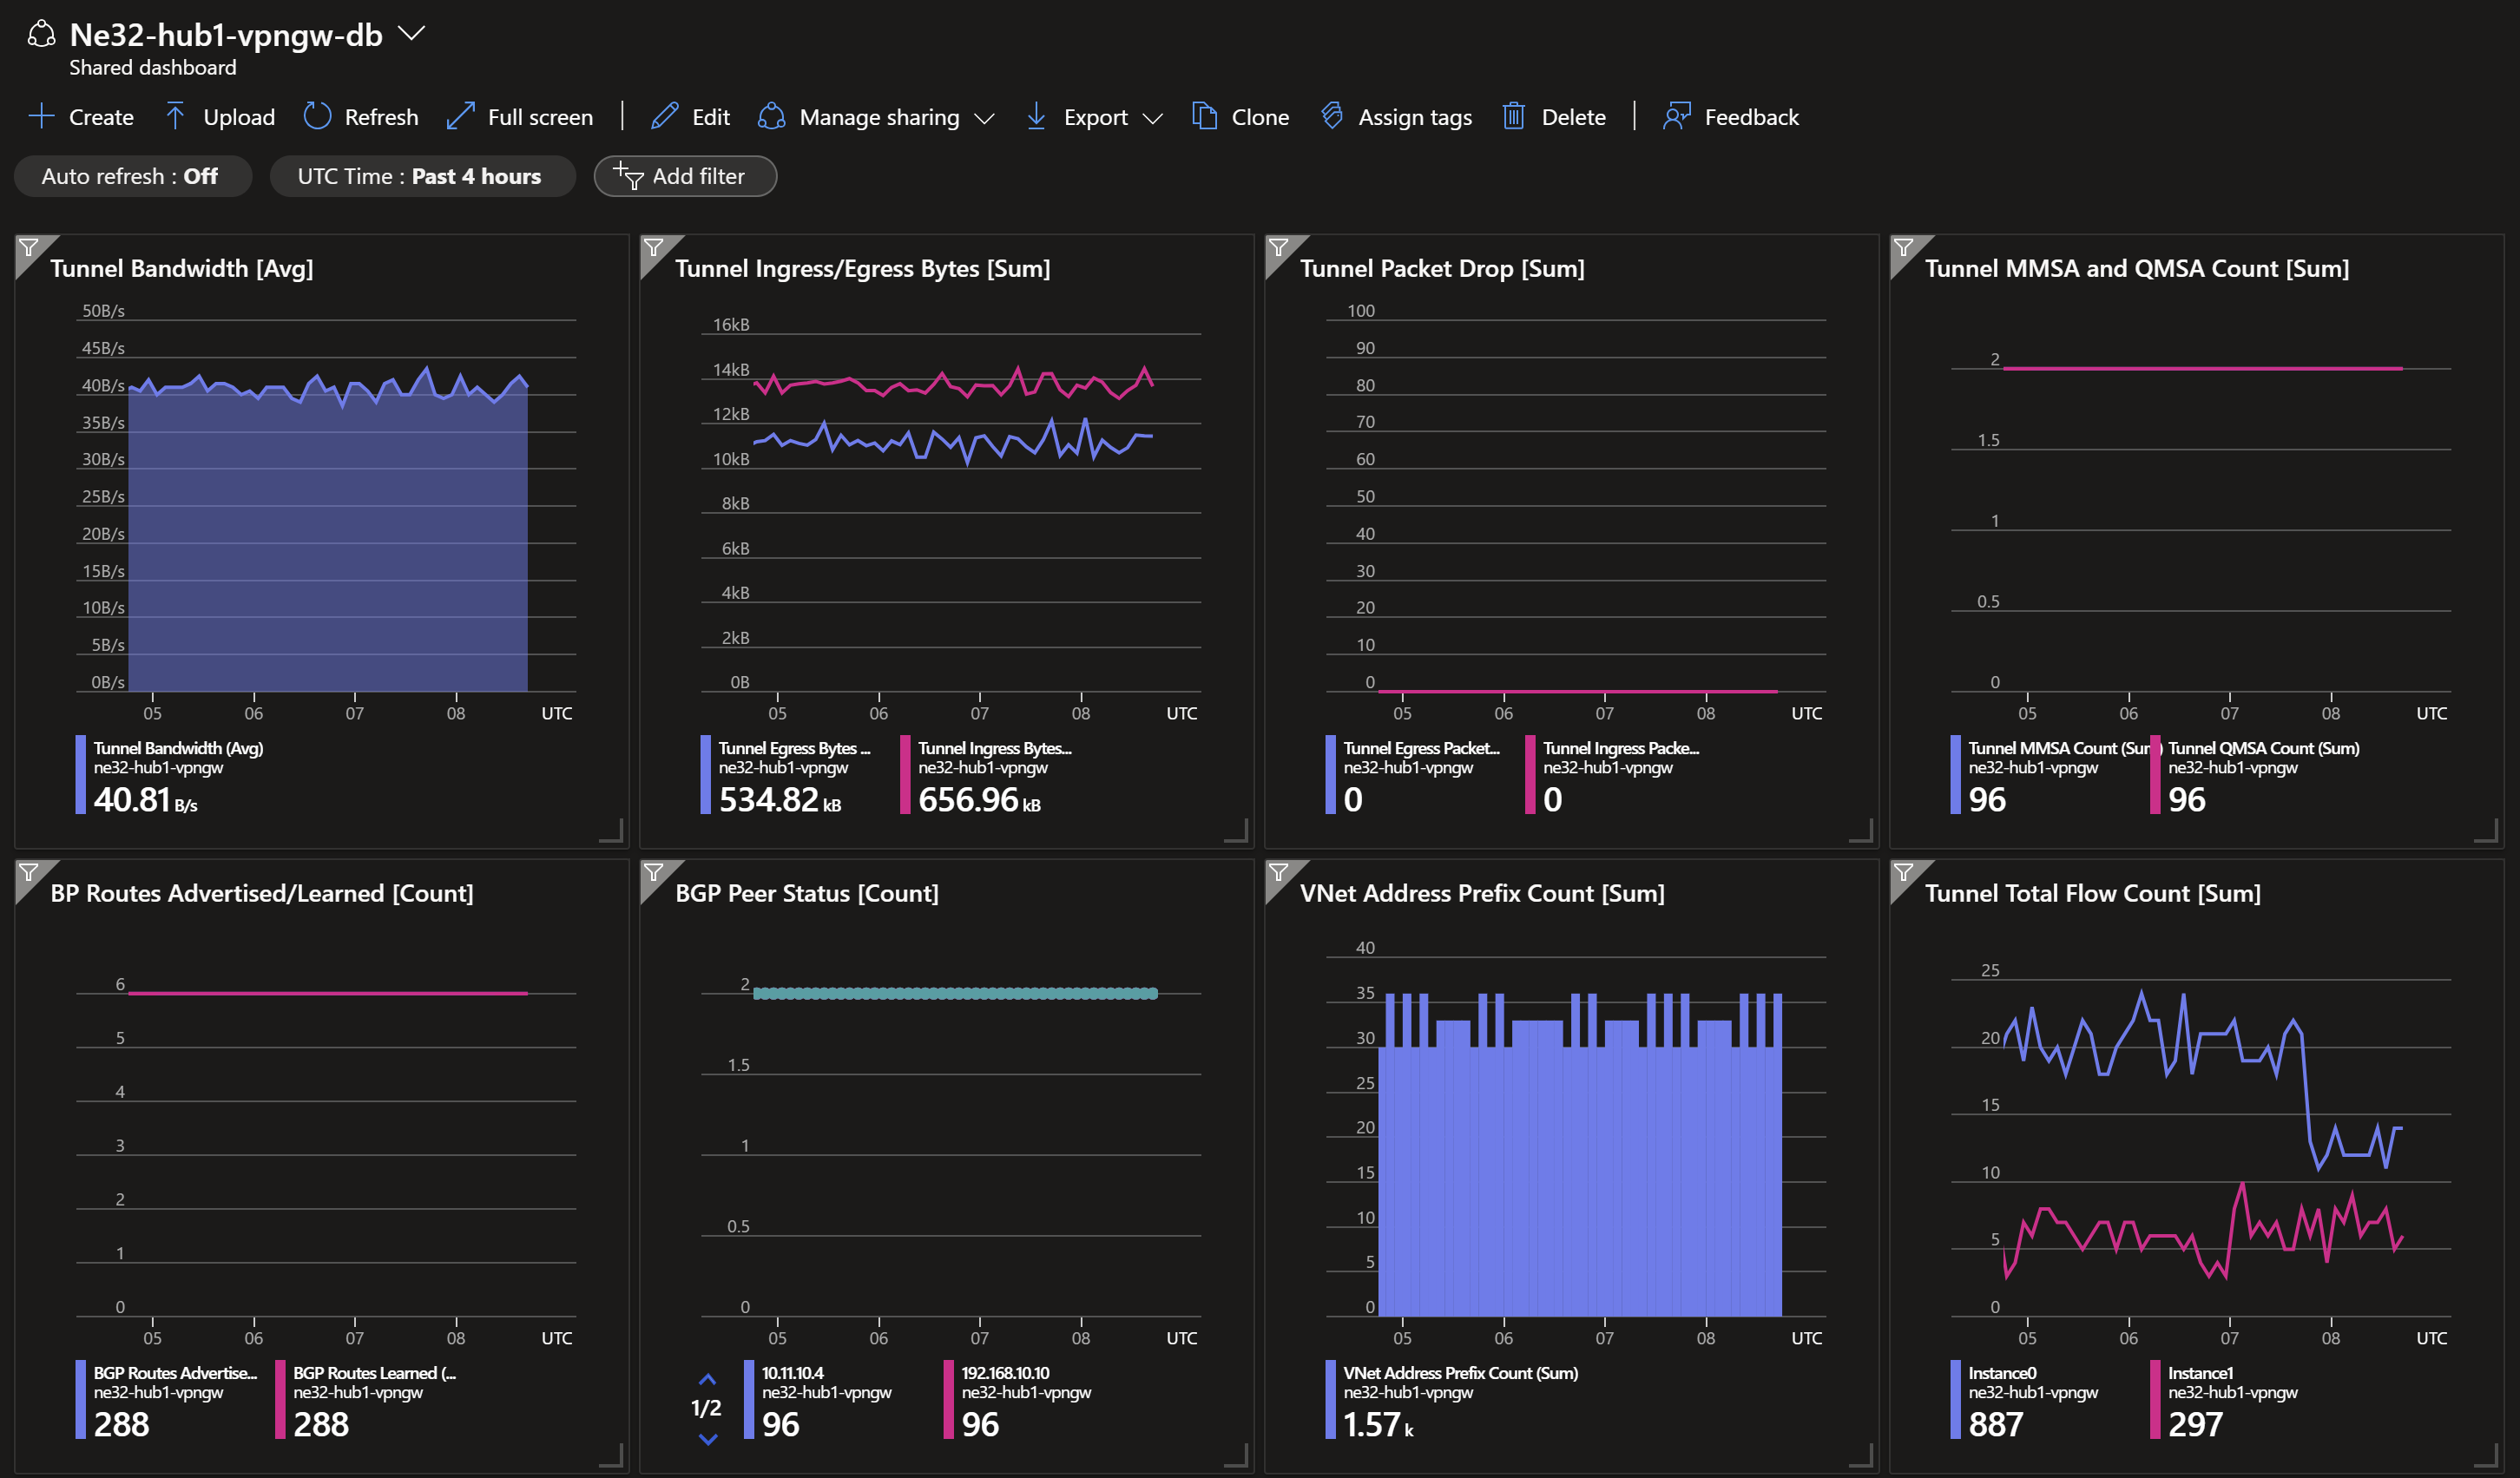 Ne32-hub1-vpngw-db
Shared dashboard
Create Upload Refresh Full screen Edit Manage sharing Export Clone Assign tags Delete Feedback
Auto refresh : Off UTC Time : Past 4 hours Add filter
Tunnel Bandwidth [Avg]
50B/s
45B/s
40B/s
35B/s
30B/s
25B/s
20B/s
15B/s
10B/s
5B/s
0B/s
05 06 07 08 UTC
Tunnel Bandwidth (Avg)
ne32-hub1-vpngw
40.81 B/s
Tunnel Ingress/Egress Bytes [Sum]
16kB
14kB
12kB
10kB
8kB
6kB
4kB
2kB
0B
05 06 07 08 UTC
Tunnel Egress Bytes ...
ne32-hub1-vpngw
534.82 kB
Tunnel Ingress Bytes...
ne32-hub1-vpngw
656.96 kB
Tunnel Packet Drop [Sum]
100
90
80
70
60
50
40
30
20
10
0
05 06 07 08 UTC
Tunnel Egress Packet...
ne32-hub1-vpngw
0
Tunnel Ingress Packe...
ne32-hub1-vpngw
0
Tunnel MMSA and QMSA Count [Sum]
2
1.5
1
0.5
0
05 06 07 08 UTC
Tunnel MMSA Count (Sum)
ne32-hub1-vpngw
96
Tunnel QMSA Count (Sum)
ne32-hub1-vpngw
96
BP Routes Advertised/Learned [Count]
6
5
4
3
2
1
0
05 06 07 08 UTC
BGP Routes Advertise...
ne32-hub1-vpngw
288
BGP Routes Learned (...
ne32-hub1-vpngw
288
BGP Peer Status [Count]
2
1.5
1
0.5
0
05 06 07 08 UTC
1/2
10.11.10.4
ne32-hub1-vpngw
96
192.168.10.10
ne32-hub1-vpngw
96
VNet Address Prefix Count [Sum]
40
35
30
25
20
15
10
5
0
05 06 07 08 UTC
VNet Address Prefix Count (Sum)
ne32-hub1-vpngw
1.57 k
Tunnel Total Flow Count [Sum]
25
20
15
10
5
0
05 06 07 08 UTC
Instance0
ne32-hub1-vpngw
887
Instance1
ne32-hub1-vpngw
297